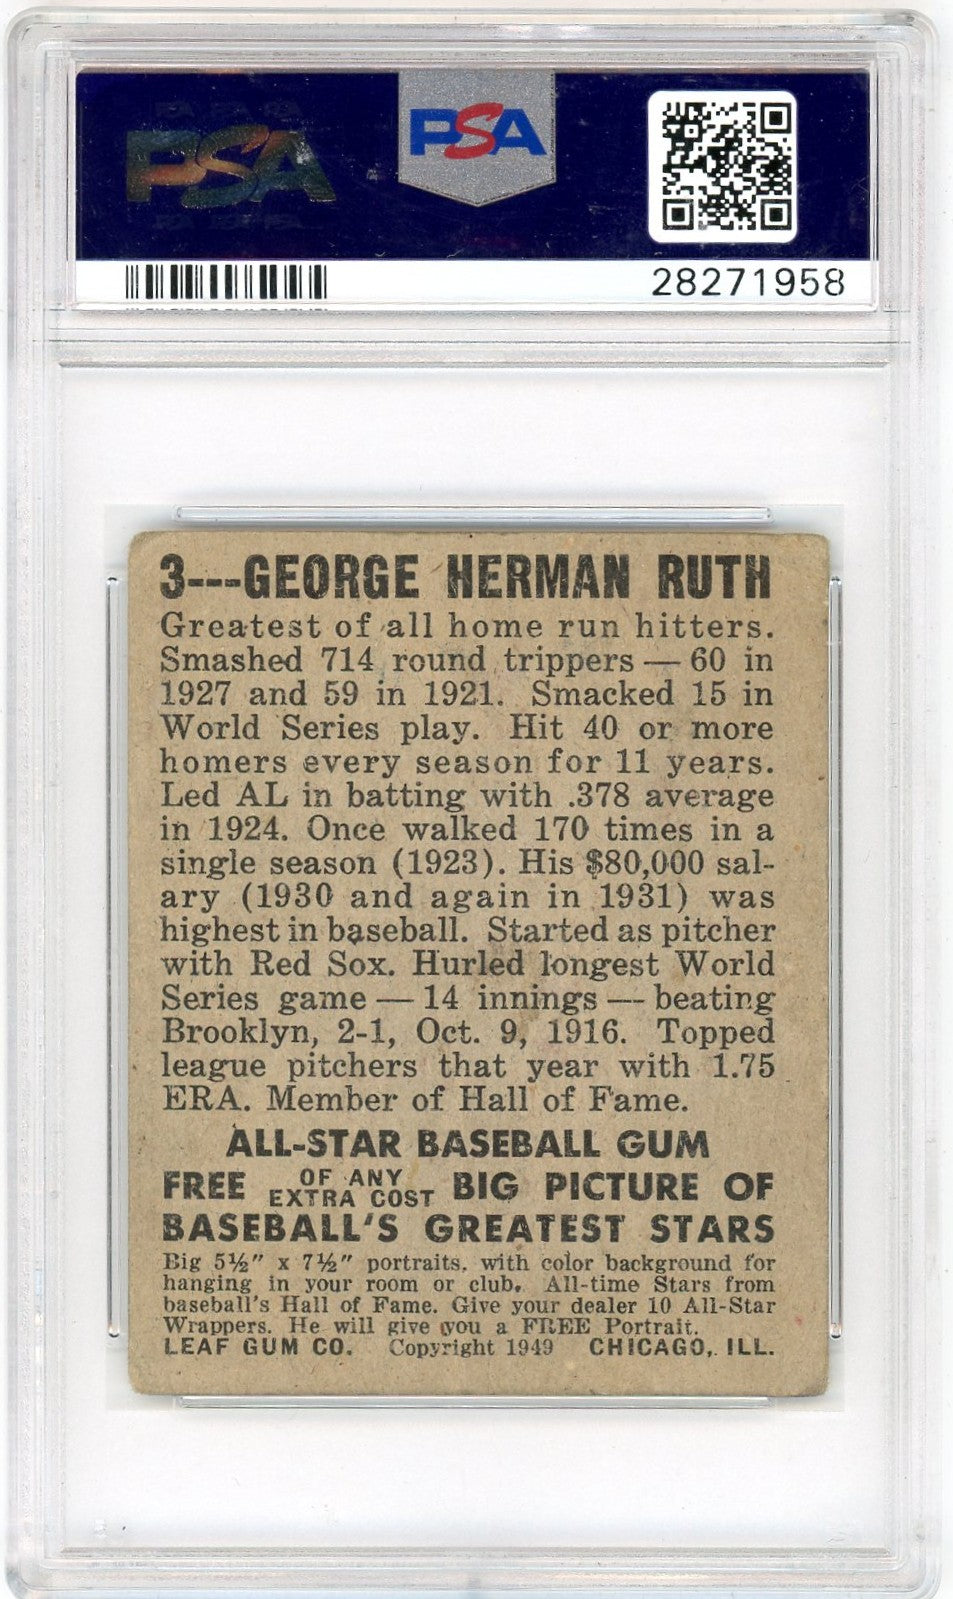 PSA
PSA
28271958
3---GEORGE HERMAN RUTH
Greatest of all home run hitters.
Smashed 714 round trippers — 60 in
1927 and 59 in 1921. Smacked 15 in
World Series play. Hit 40 or more
homers every season for 11 years.
Led AL in batting with .378 average
in 1924. Once walked 170 times in a
single season (1923). His $80,000 sal-
ary (1930 and again in 1931) was
highest in baseball. Started as pitcher
with Red Sox. Hurled longest World
Series game — 14 innings — beating
Brooklyn, 2-1, Oct. 9, 1916. Topped
league pitchers that year with 1.75
ERA. Member of Hall of Fame.
ALL-STAR BASEBALL GUM
FREE OF ANY EXTRA COST BIG PICTURE OF
BASEBALL'S GREATEST STARS
Big 5½" x 7½" portraits, with color background for
hanging in your room or club. All-time Stars from
baseball's Hall of Fame. Give your dealer 10 All-Star
Wrappers. He will give you a FREE Portrait.
LEAF GUM CO. Copyright 1949 CHICAGO, ILL.